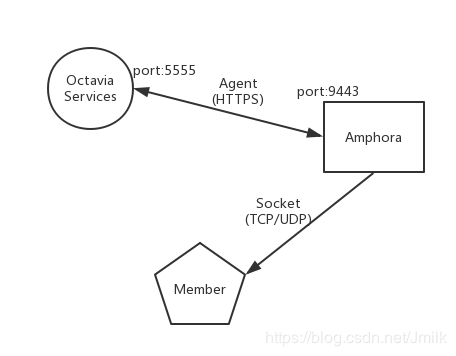 Octavia
Services
port:5555
Agent
(HTTPS)
port:9443
Amphora
Socket
(TCP/UDP)
Member
https://blog.csdn.net/Jmilk